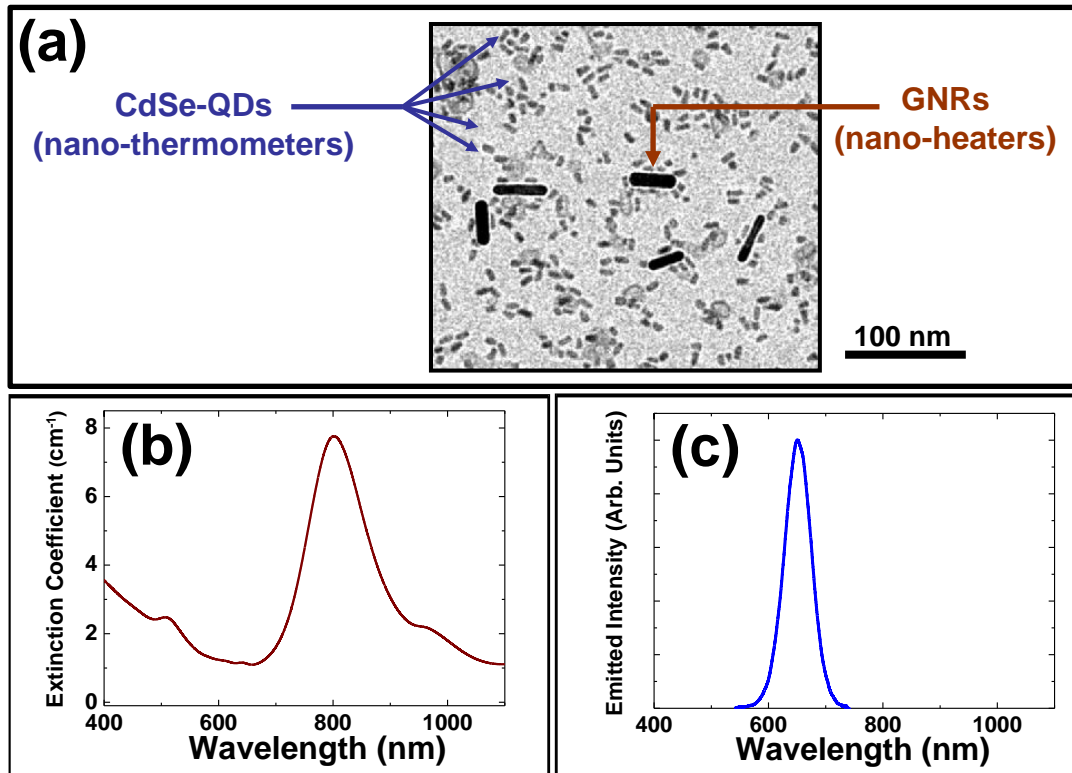 (a)
CdSe-QDs
(nano-thermometers)
GNRs
(nano-heaters)
100 nm
(b)
Extinction Coefficient (cm⁻¹)
8
6
4
2
0
400 600 800 1000
Wavelength (nm)
(c)
Emitted Intensity (Arb. Units)
400 600 800 1000
Wavelength (nm)